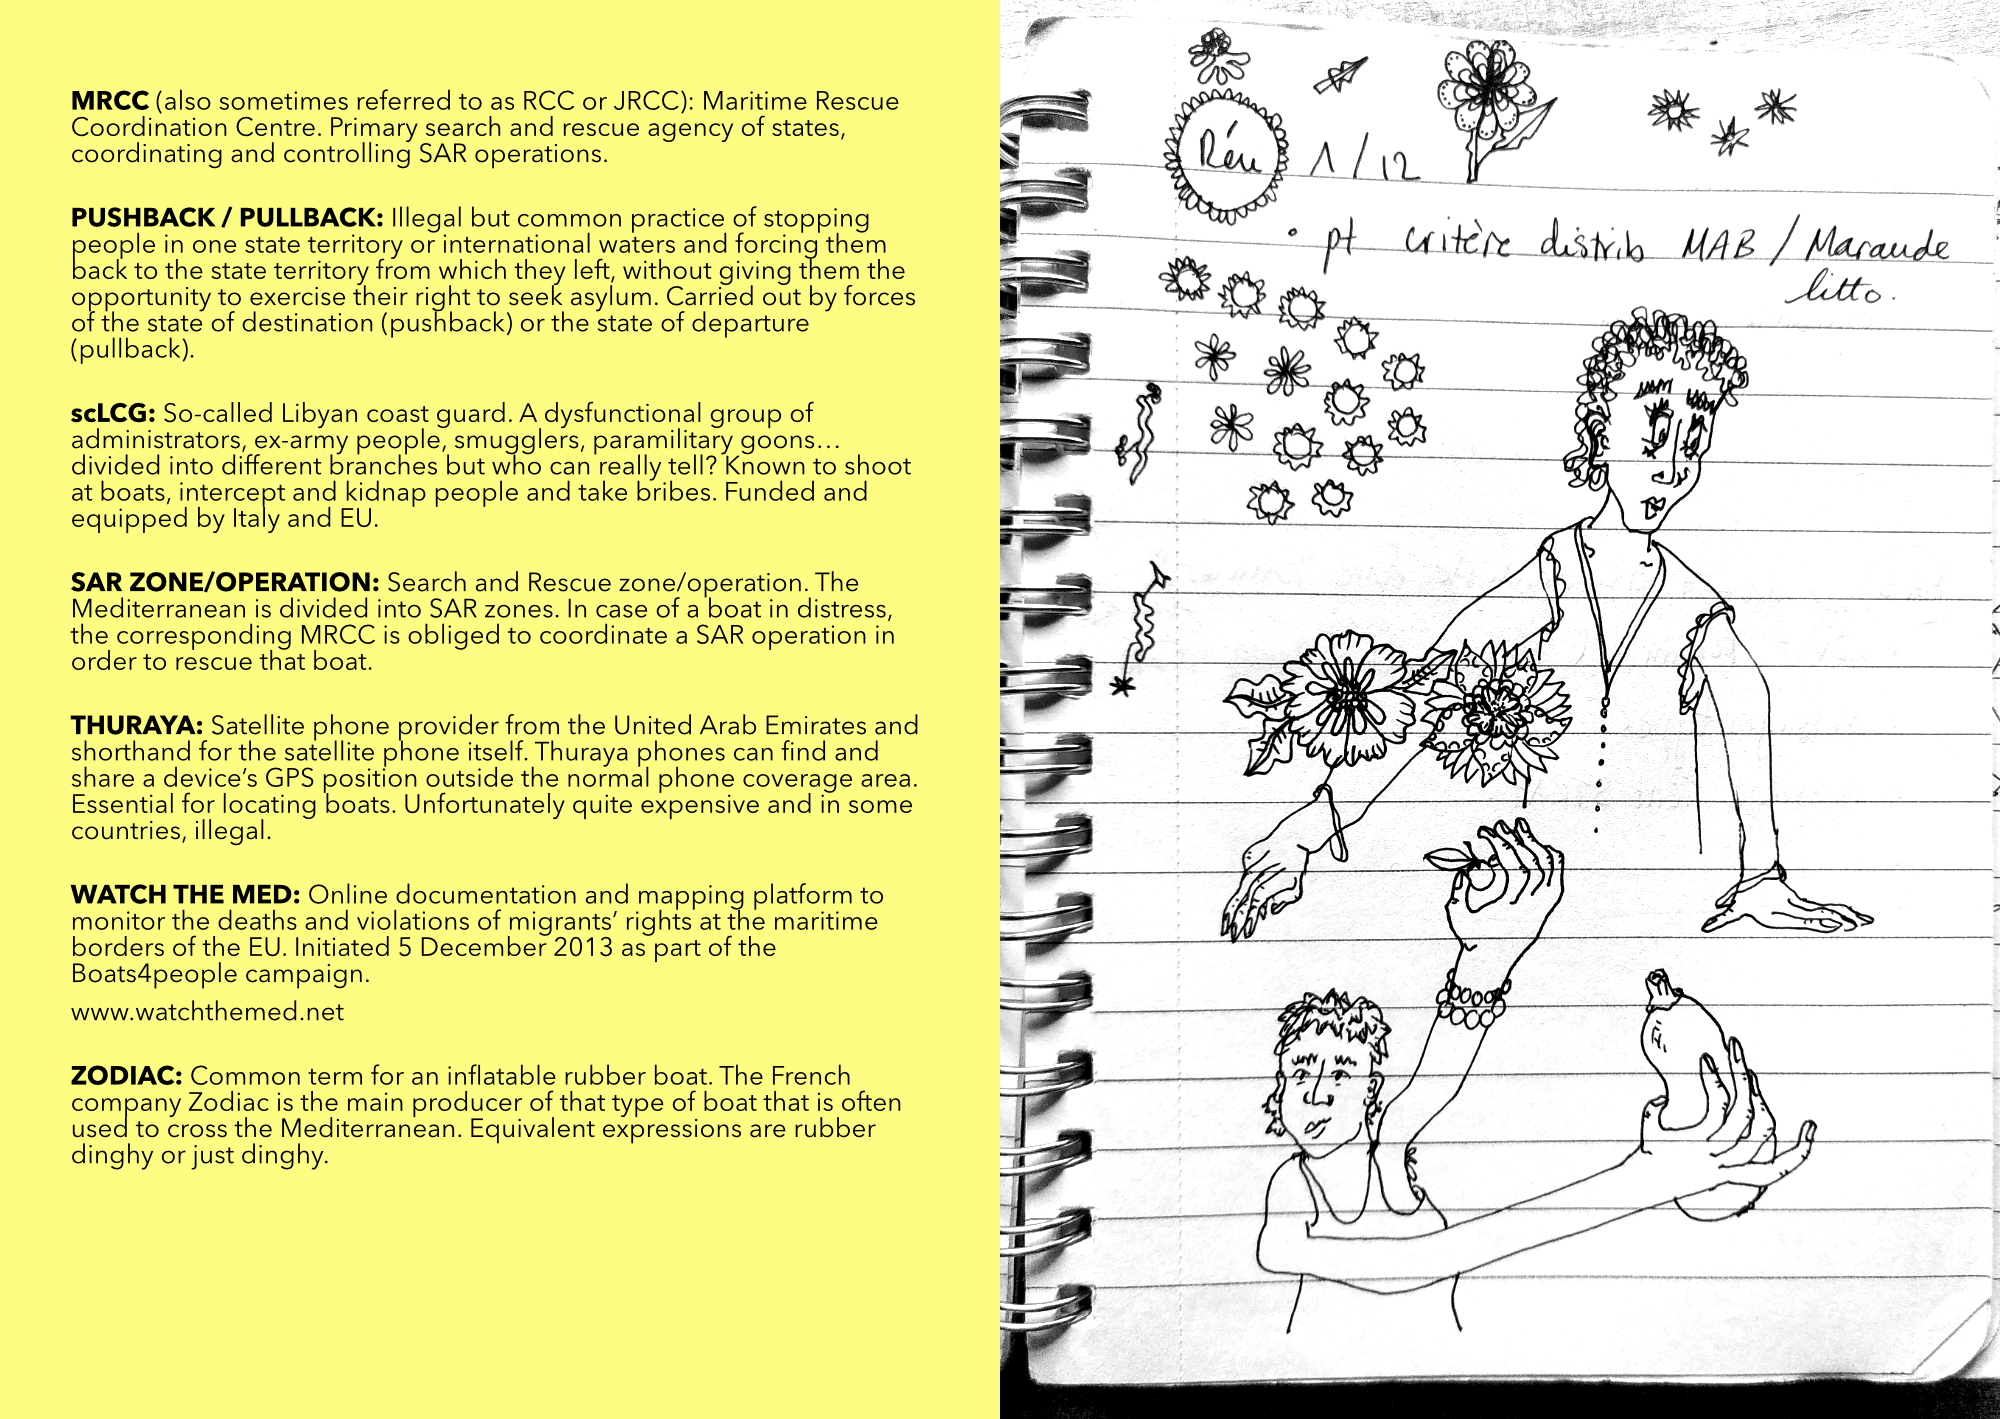 MRCC (also sometimes referred to as RCC or JRCC): Maritime Rescue
Coordination Centre. Primary search and rescue agency of states,
coordinating and controlling SAR operations.
PUSHBACK / PULLBACK: Illegal but common practice of stopping
people in one state territory or international waters and forcing them
back to the state territory from which they left, without giving them the
opportunity to exercise their right to seek asylum. Carried out by forces
of the state of destination (pushback) or the state of departure
(pullback).
scLCG: So-called Libyan coast guard. A dysfunctional group of
administrators, ex-army people, smugglers, paramilitary goons…
divided into different branches but who can really tell? Known to shoot
at boats, intercept and kidnap people and take bribes. Funded and
equipped by Italy and EU.
SAR ZONE/OPERATION: Search and Rescue zone/operation. The
Mediterranean is divided into SAR zones. In case of a boat in distress,
the corresponding MRCC is obliged to coordinate a SAR operation in
order to rescue that boat.
THURAYA: Satellite phone provider from the United Arab Emirates and
shorthand for the satellite phone itself. Thuraya phones can find and
share a device’s GPS position outside the normal phone coverage area.
Essential for locating boats. Unfortunately quite expensive and in some
countries, illegal.
WATCH THE MED: Online documentation and mapping platform to
monitor the deaths and violations of migrants’ rights at the maritime
borders of the EU. Initiated 5 December 2013 as part of the
Boats4people campaign.
www.watchthemed.net
ZODIAC: Common term for an inflatable rubber boat. The French
company Zodiac is the main producer of that type of boat that is often
used to cross the Mediterranean. Equivalent expressions are rubber
dinghy or just dinghy.
Réu 1/12
• pt critère distrib MAB / Maraude
litto.